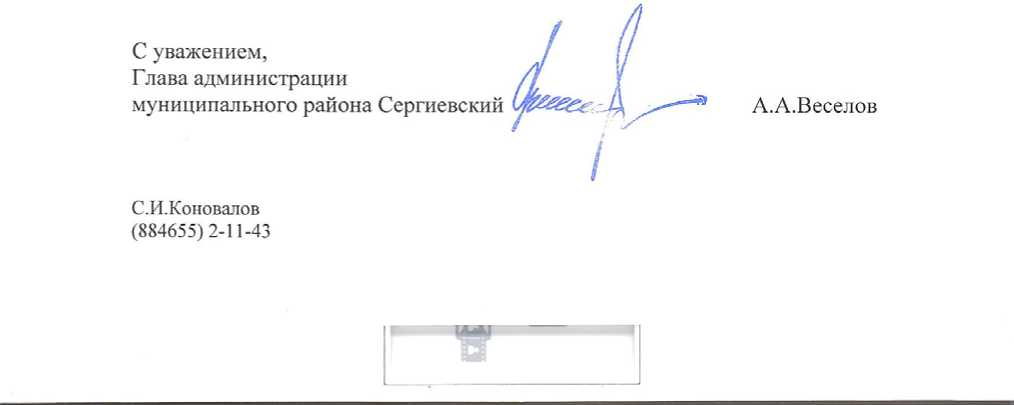 С уважением,
Глава администрации
муниципального района Сергиевский А.А.Веселов
С.И.Коновалов
(884655) 2-11-43